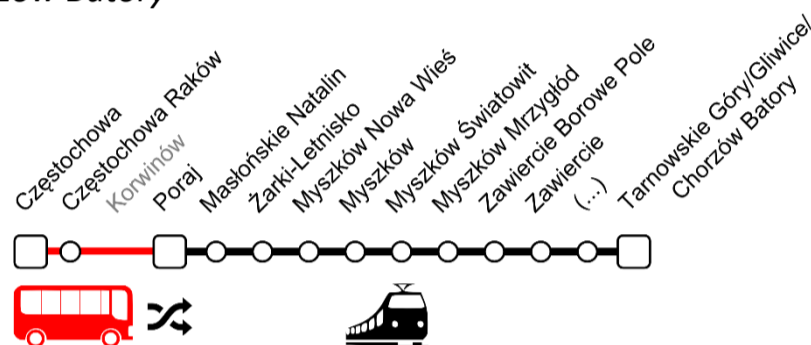 Częstochowa
Częstochowa Raków
Korwinów
Poraj
Masłońskie Natalin
Żarki-Letnisko
Myszków Nowa Wieś
Myszków
Myszków Światowit
Myszków Mrzygłód
Zawiercie Borowe Pole
Zawiercie
(...)
Tarnowskie Góry/Gliwice/
Chorzów Batory